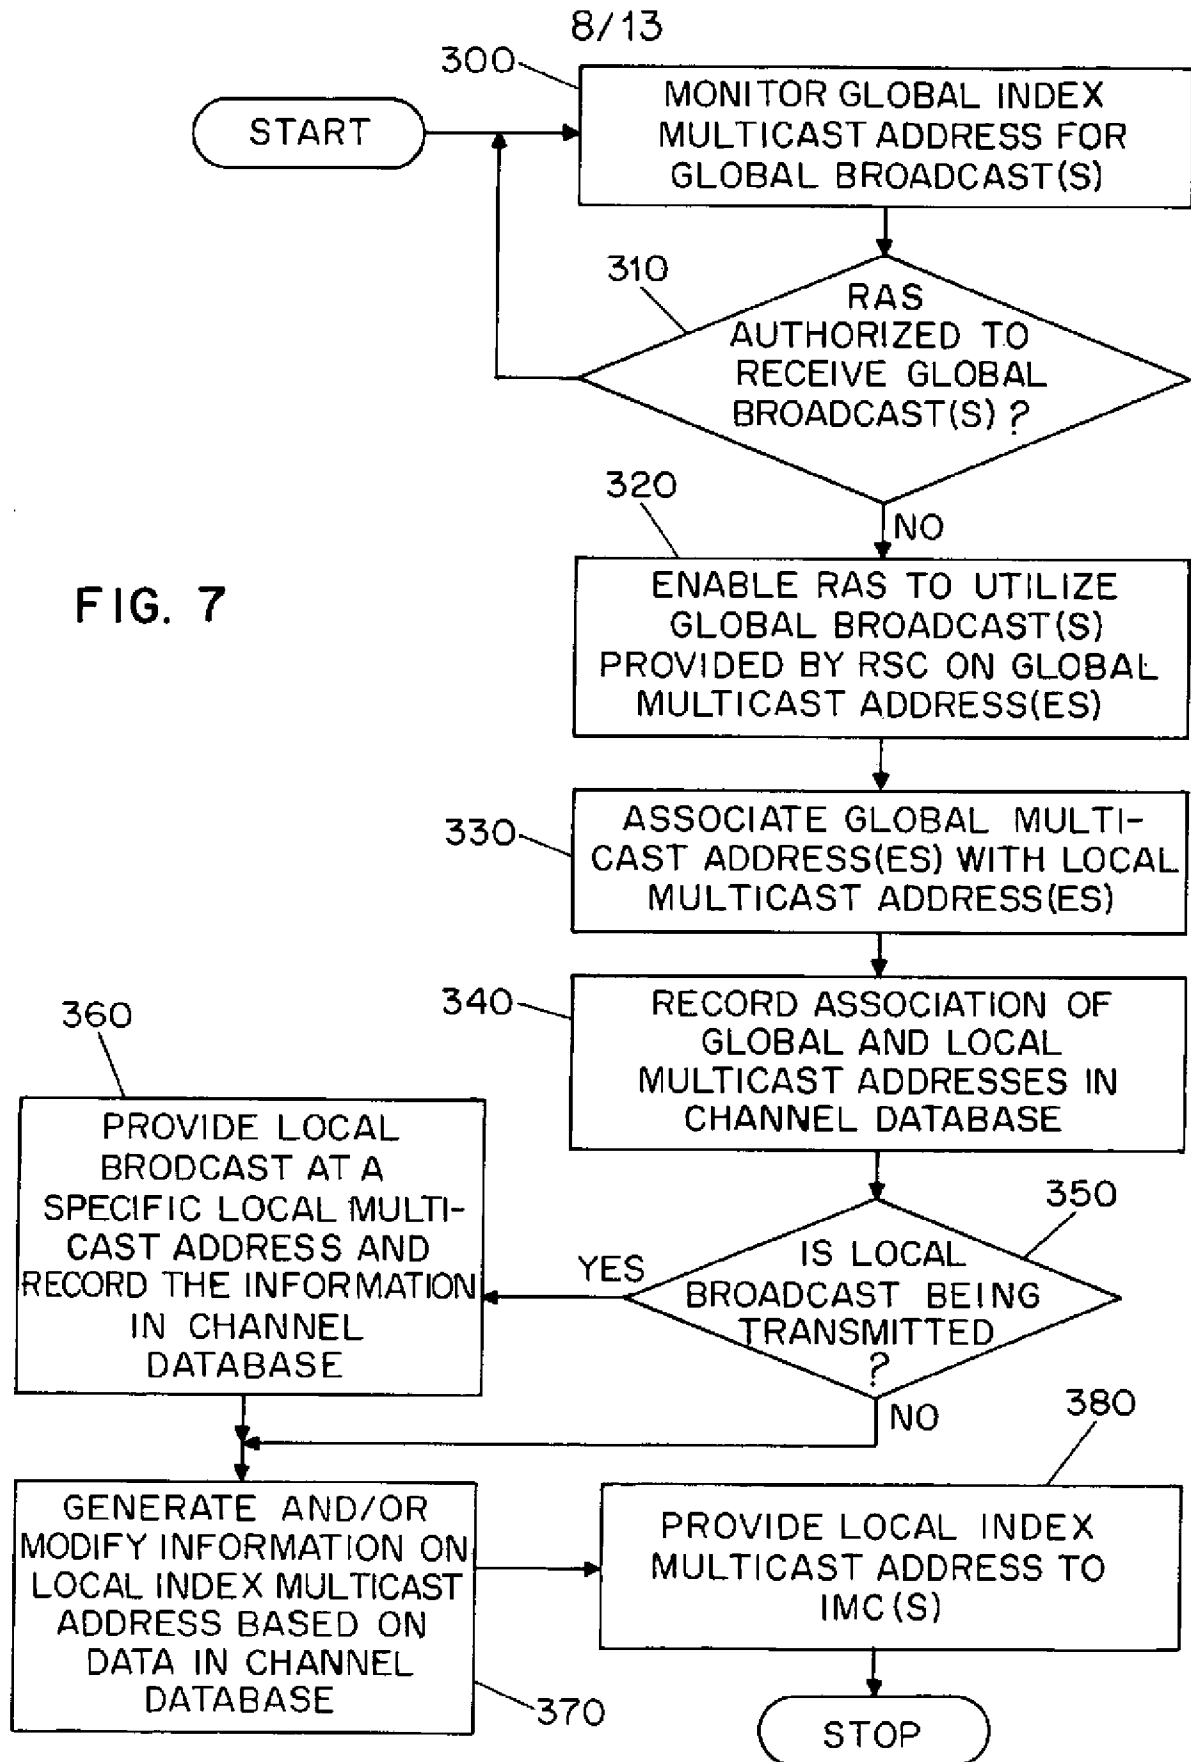 8/13
300
START
MONITOR GLOBAL INDEX
MULTICAST ADDRESS FOR
GLOBAL BROADCAST(S)
310
RAS
AUTHORIZED TO
RECEIVE GLOBAL
BROADCAST(S)?
320
NO
FIG. 7
ENABLE RAS TO UTILIZE
GLOBAL BROADCAST(S)
PROVIDED BY RSC ON GLOBAL
MULTICAST ADDRESS(ES)
330
ASSOCIATE GLOBAL MULTI-
CAST ADDRESS(ES) WITH LOCAL
MULTICAST ADDRESS(ES)
340
RECORD ASSOCIATION OF
GLOBAL AND LOCAL
MULTICAST ADDRESSES IN
CHANNEL DATABASE
350
IS LOCAL
BROADCAST BEING
TRANSMITTED
?
YES
NO
360
PROVIDE LOCAL
BRODCAST AT A
SPECIFIC LOCAL MULTI-
CAST ADDRESS AND
RECORD THE INFORMATION
IN CHANNEL
DATABASE
GENERATE AND/OR
MODIFY INFORMATION ON
LOCAL INDEX MULTICAST
ADDRESS BASED ON
DATA IN CHANNEL
DATABASE
370
380
PROVIDE LOCAL INDEX
MULTICAST ADDRESS TO
IMC(S)
STOP